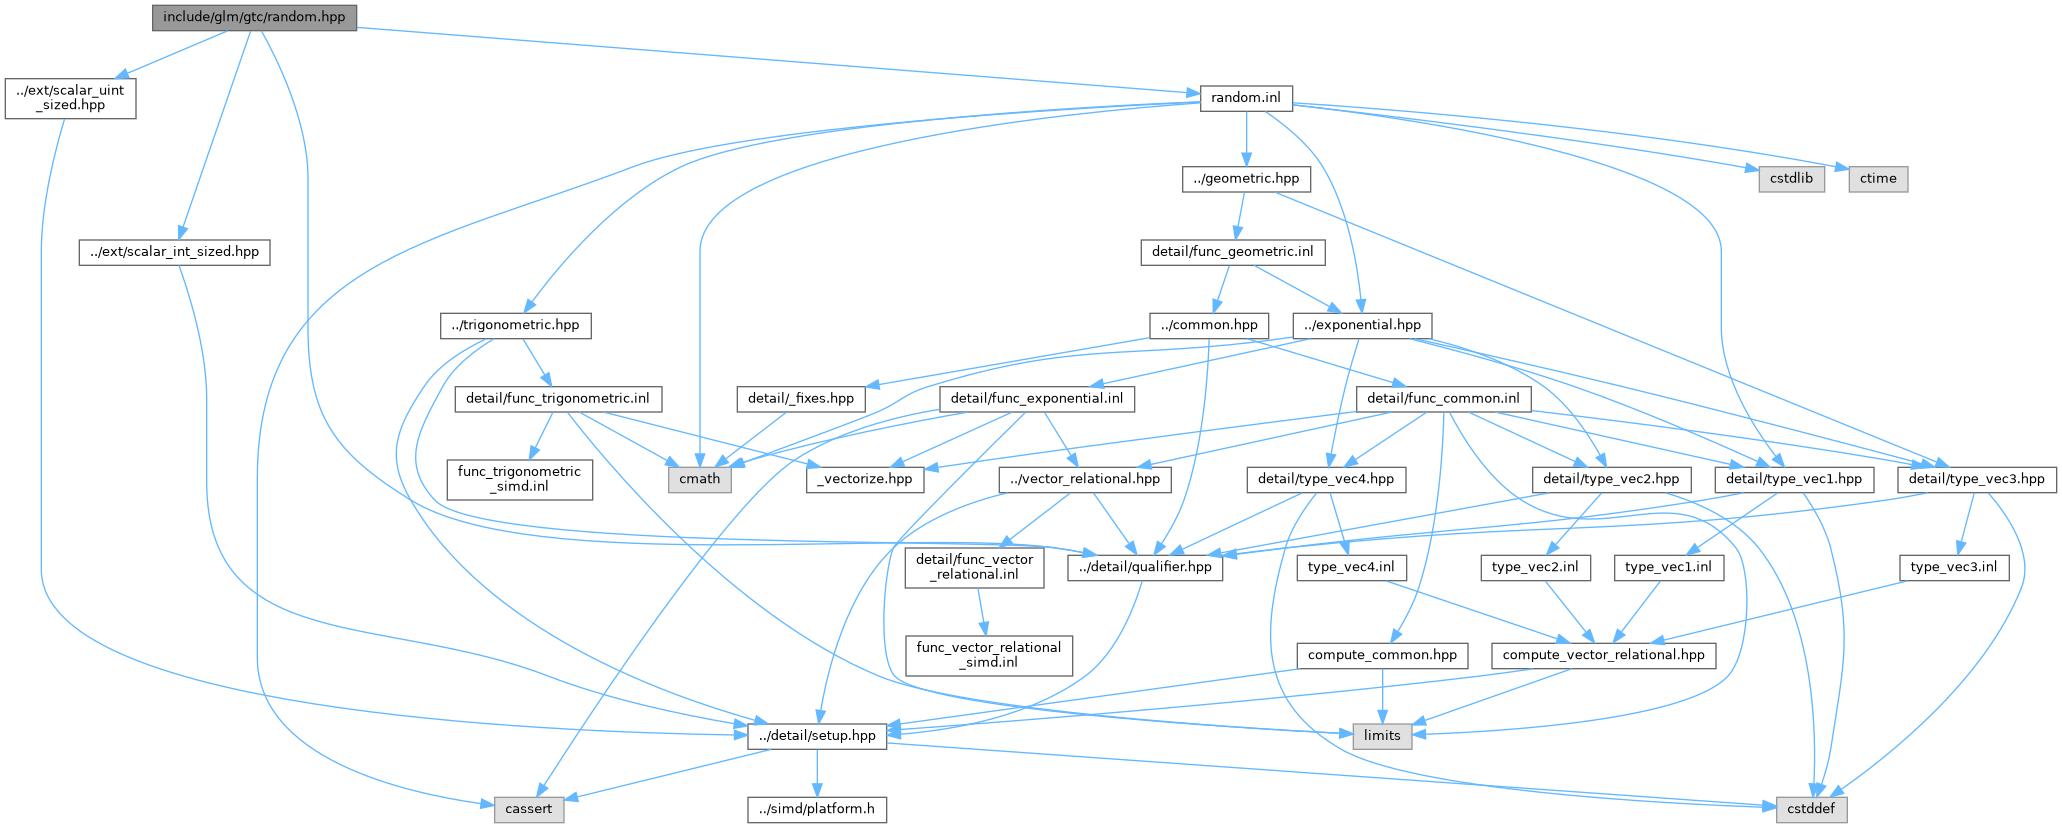 include/glm/gtc/random.hpp
../ext/scalar_uint
_sized.hpp
random.inl
../geometric.hpp
cstdlib
ctime
../ext/scalar_int_sized.hpp
detail/func_geometric.inl
../trigonometric.hpp
../common.hpp
../exponential.hpp
detail/func_trigonometric.inl
detail/_fixes.hpp
detail/func_exponential.inl
detail/func_common.inl
func_trigonometric
_simd.inl
cmath
_vectorize.hpp
../vector_relational.hpp
detail/type_vec4.hpp
detail/type_vec2.hpp
detail/type_vec1.hpp
detail/type_vec3.hpp
detail/func_vector
_relational.inl
../detail/qualifier.hpp
type_vec4.inl
type_vec2.inl
type_vec1.inl
type_vec3.inl
func_vector_relational
_simd.inl
compute_common.hpp
compute_vector_relational.hpp
../detail/setup.hpp
limits
cassert
../simd/platform.h
cstddef